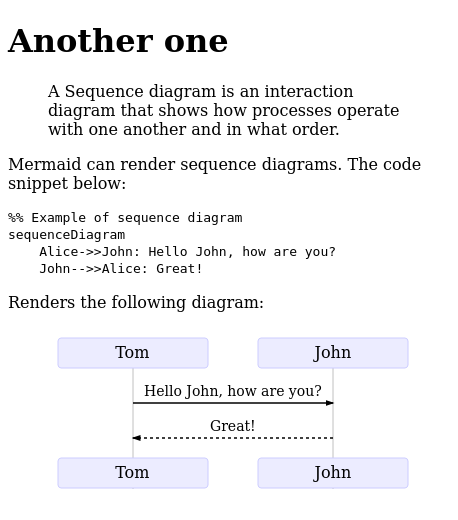 Another one
A Sequence diagram is an interaction
diagram that shows how processes operate
with one another and in what order.
Mermaid can render sequence diagrams. The code
snippet below:
%% Example of sequence diagram
sequenceDiagram
    Alice->>John: Hello John, how are you?
    John-->>Alice: Great!
Renders the following diagram:
Tom John
Hello John, how are you?
Great!
Tom John